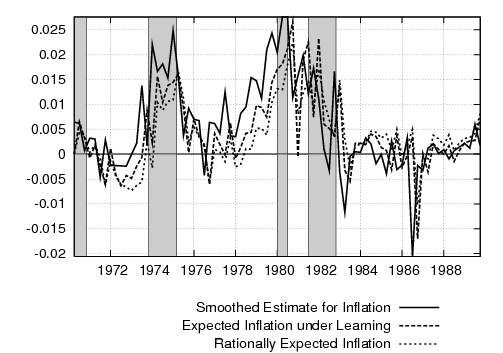 0.025
0.02
0.015
0.01
0.005
0
-0.005
-0.01
-0.015
-0.02
1972 1974 1976 1978 1980 1982 1984 1986 1988
Smoothed Estimate for Inflation
Expected Inflation under Learning
Rationally Expected Inflation